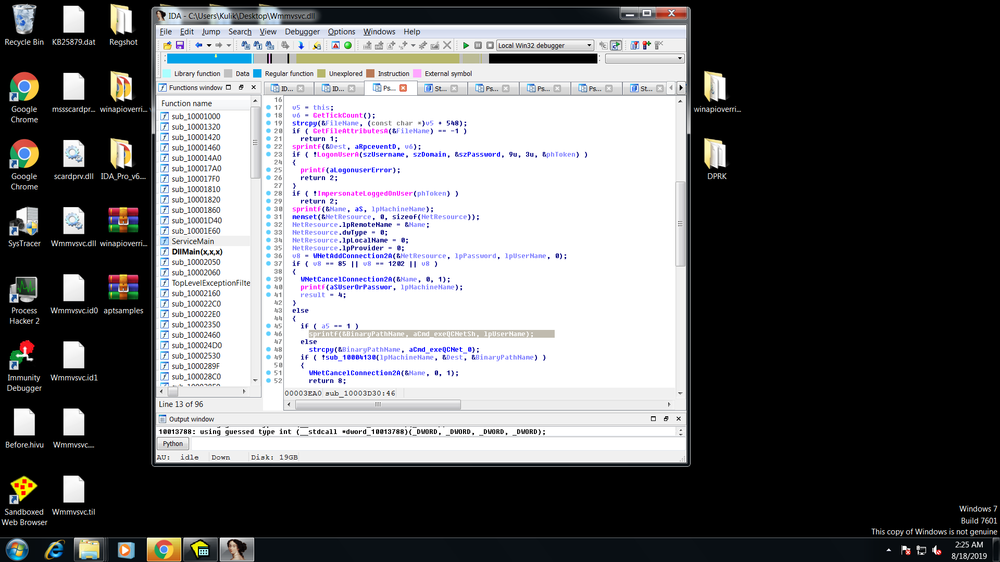 Recycle Bin
KB25879.dat
Regshot
Google Chrome
mssscardpr...
winapioverri...
Google Chrome
scardprv.dll
IDA_Pro_v6....
SysTracer
Wmmvsvc.dll
winapioverri...
Process Hacker 2
Wmmvsvc.id0
aptsamples
Immunity Debugger
Wmmvsvc.id1
Before.hivu
Wmmvsvc....
Sandboxed Web Browser
Wmmvsvc.til
winapioverri...
DPRK
IDA - C:\Users\Kulik\Desktop\Wmmvsvc.dll
File Edit Jump Search View Debugger Options Windows Help
Local Win32 debugger
Library function Data Regular function Unexplored Instruction External symbol
Functions window
ID... ID... Ps... St... Ps... Ps... Ps... St...
Function name
sub_10001000
sub_10001320
sub_10001420
sub_10001460
sub_100014A0
sub_100017A0
sub_100017F0
sub_10001810
sub_10001820
sub_10001860
sub_10001D40
sub_10001E60
ServiceMain
DllMain(x,x,x)
sub_10002050
sub_10002060
TopLevelExceptionFilte
sub_10002160
sub_100022C0
sub_100022E0
sub_10002350
sub_10002460
sub_100024D0
sub_10002530
sub_1000289F
sub_100028C0
Line 13 of 96
16
17 v5 = this;
18 v6 = GetTickCount();
19 strcpy(&FileName, (const char *)v5 + 548);
20 if ( GetFileAttributesA(&FileName) == -1 )
21 return 1;
22 sprintf(&Dest, aRpceventD, v6);
23 if ( !LogonUserA(szUsername, szDomain, &szPassword, 9u, 3u, &phToken) )
24 {
25 printf(aLogonuserError);
26 return 2;
27 }
28 if ( !ImpersonateLoggedOnUser(phToken) )
29 return 2;
30 sprintf(&Name, aS, lpMachineName);
31 memset(&NetResource, 0, sizeof(NetResource));
32 NetResource.lpRemoteName = &Name;
33 NetResource.dwType = 0;
34 NetResource.lpLocalName = 0;
35 NetResource.lpProvider = 0;
36 v8 = WNetAddConnection2A(&NetResource, lpPassword, lpUserName, 0);
37 if ( v8 == 85 || v8 == 1202 || v8 )
38 {
39 WNetCancelConnection2A(&Name, 0, 1);
40 printf(aSUserOrPasswor, lpMachineName);
41 result = 4;
42 }
43 else
44 {
45 if ( a5 == 1 )
46 sprintf(&BinaryPathName, aCmd_exeQCNetSh, lpUserName);
47 else
48 strcpy(&BinaryPathName, aCmd_exeQCNet_0);
49 if ( !sub_10004130(lpMachineName, &Dest, &BinaryPathName) )
50 {
51 WNetCancelConnection2A(&Name, 0, 1);
52 return 8;
00003EA0 sub_10003D30:46
Output window
10013788: using guessed type int (__stdcall *dword_10013788)(_DWORD, _DWORD, _DWORD, _DWORD);
Python
AU: idle Down Disk: 19GB
Windows 7
Build 7601
This copy of Windows is not genuine
2:25 AM
8/18/2019